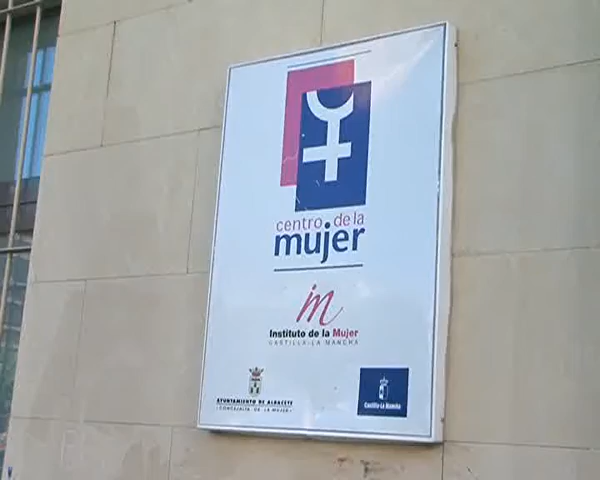 centro de la
mujer
im
Instituto de la Mujer
CASTILLA-LA MANCHA
AYUNTAMIENTO DE ALBACETE
CONCEJALÍA DE LA MUJER
Castilla-La Mancha